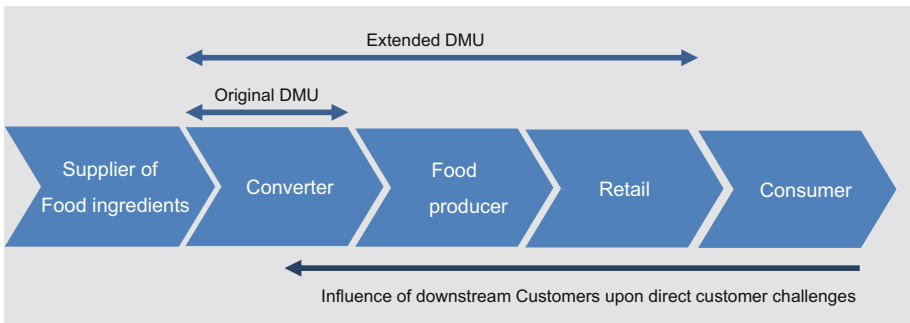 Extended DMU
Original DMU
Supplier of
Food ingredients
Converter
Food
producer
Retail
Consumer
Influence of downstream Customers upon direct customer challenges